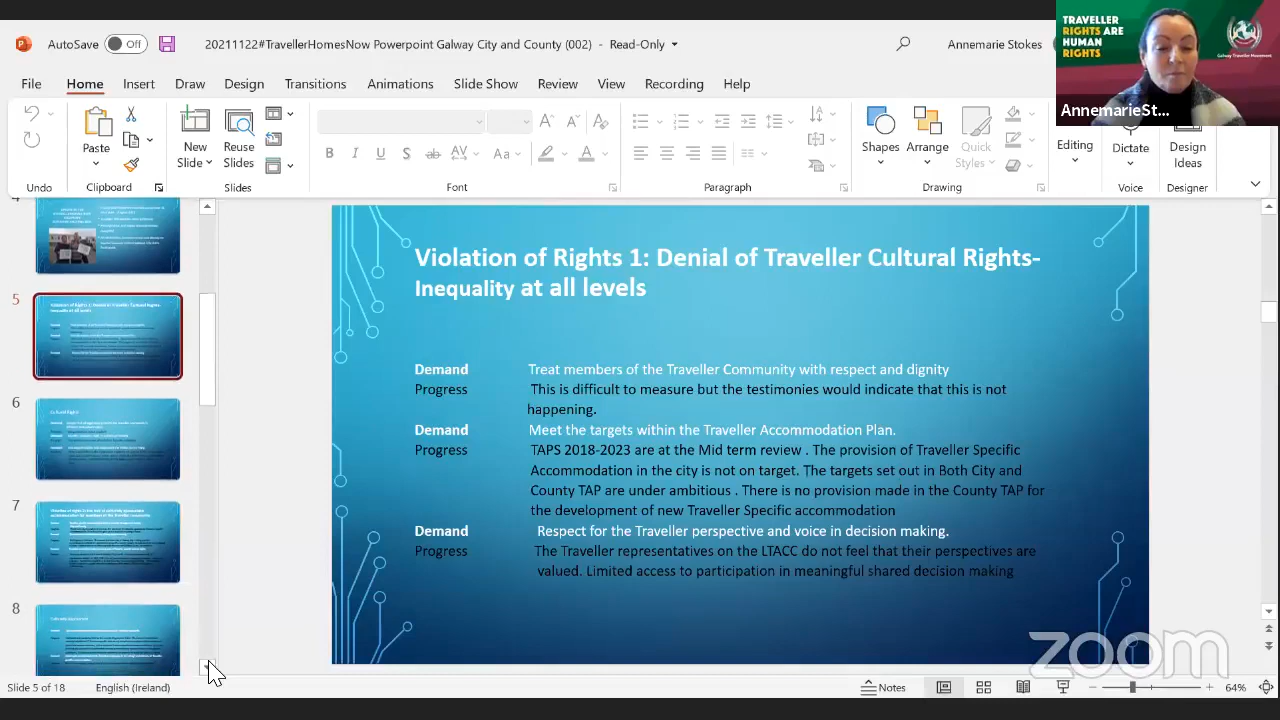 AutoSave Off 20211122#TravellerHomesNow Powerpoint Galway City and County (002) - Read-Only Annemarie Stokes
TRAVELLER
RIGHTS ARE
HUMAN
RIGHTS
Galway Traveller Movement
AnnemarieSt...
File Home Insert Draw Design Transitions Animations Slide Show Review View Recording Help
Paste
New
Slide
Reuse
Slides
Shapes
Arrange
Quick
Styles
Editing
Dictate
Design
Ideas
Undo Clipboard Slides Font Paragraph Drawing Voice Designer
4
5
6
Cultural Rights
7
8
Violation of Rights 1: Denial of Traveller Cultural Rights-
Inequality at all levels
Demand Treat members of the Traveller Community with respect and dignity
Progress This is difficult to measure but the testimonies would indicate that this is not
happening.
Demand Meet the targets within the Traveller Accommodation Plan.
Progress TAPS 2018-2023 are at the Mid term review . The provision of Traveller Specific
Accommodation in the city is not on target. The targets set out in Both City and
County TAP are under ambitious . There is no provision made in the County TAP for
the development of new Traveller Specific accommodation
Demand Respect for the Traveller perspective and voice in decision making.
Progress The Traveller representatives on the LTACC do not feel that their perspectives are
valued. Limited access to participation in meaningful shared decision making
zoom
Slide 5 of 18 English (Ireland) Notes 64%